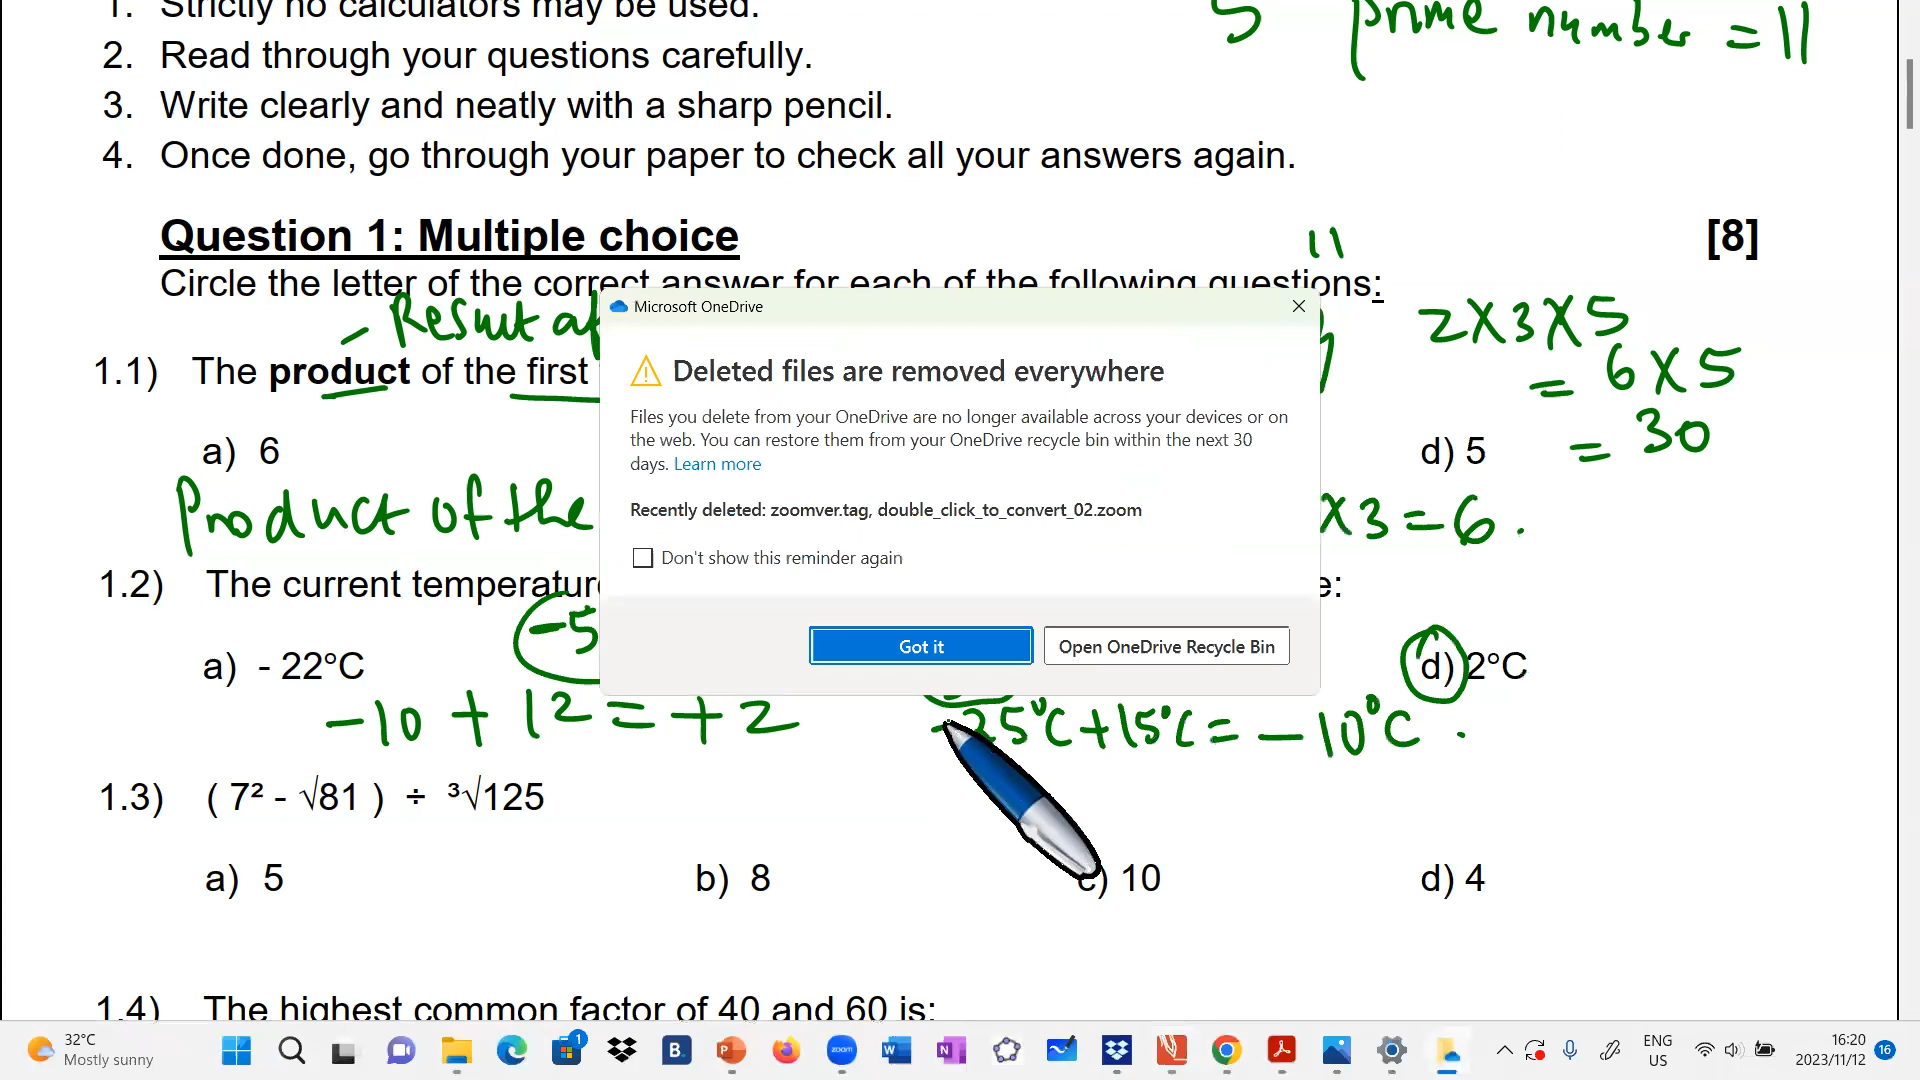 1. Strictly no calculators may be used.
5 prime number = 11
2. Read through your questions carefully.
3. Write clearly and neatly with a sharp pencil.
4. Once done, go through your paper to check all your answers again.
Question 1: Multiple choice [8]
11
Circle the letter of the correct answer for each of the following questions:
Microsoft OneDrive
- Result af
2X3X5
1.1) The product of the first
= 6X5
Deleted files are removed everywhere
Files you delete from your OneDrive are no longer available across your devices or on
the web. You can restore them from your OneDrive recycle bin within the next 30
days. Learn more
a) 6
d) 5
= 30
Recently deleted: zoomver.tag, double_click_to_convert_02.zoom
Product of the
X3=6.
Don't show this reminder again
1.2) The current temperature
e:
-5
Got it
Open OneDrive Recycle Bin
a) - 22°C
d) 2°C
-10 + 12 = +2
-25°C+15°C= -10°C.
1.3) ( 7² - √81 ) ÷ ³√125
a) 5 b) 8 c) 10 d) 4
1.4) The highest common factor of 40 and 60 is:
32°C
Mostly sunny
1
B.
zoom
ENG
US
16:20
2023/11/12
16